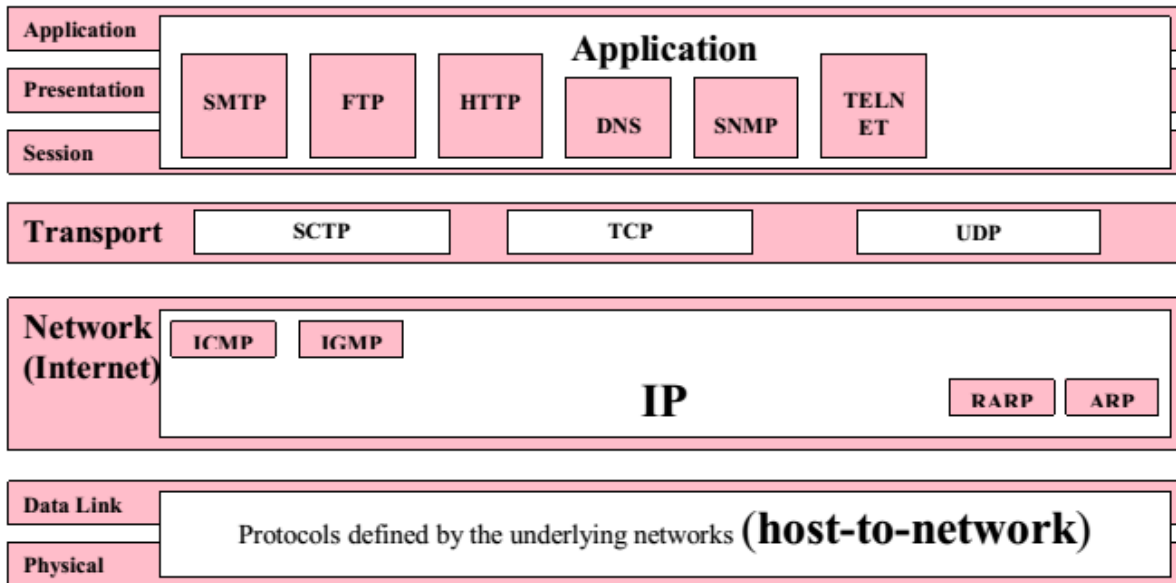 Application
Application
Presentation
SMTP
FTP
HTTP
DNS
SNMP
TELN
ET
Session
Transport
SCTP
TCP
UDP
Network
(Internet)
ICMP
IGMP
IP
RARP
ARP
Data Link
Protocols defined by the underlying networks (host-to-network)
Physical